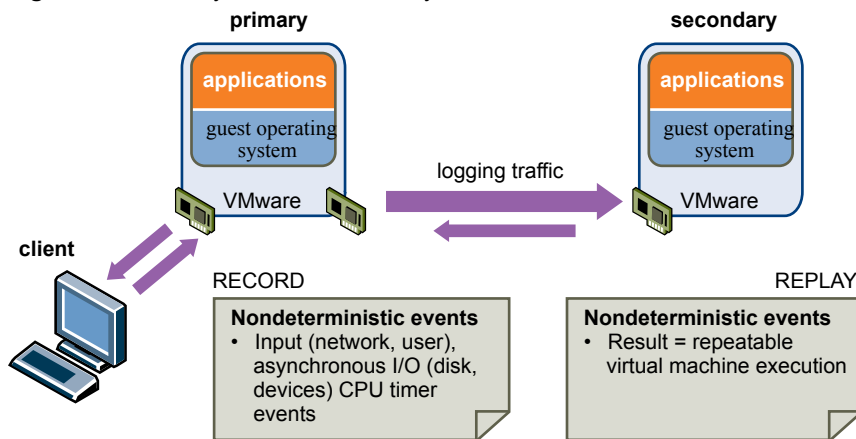 primary
secondary
applications
applications
guest operating
system
guest operating
system
logging traffic
VMware
VMware
client
RECORD
REPLAY
Nondeterministic events
• Input (network, user),
asynchronous I/O (disk,
devices) CPU timer
events
Nondeterministic events
• Result = repeatable
virtual machine execution